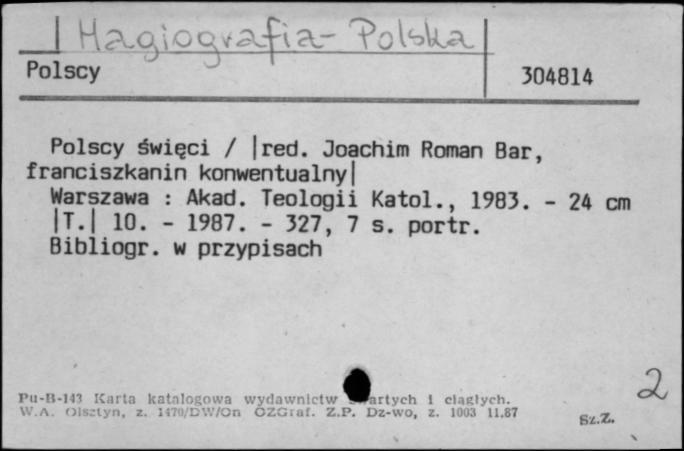 Hagiografia - Polska
Polscy
304814
Polscy święci / |red. Joachim Roman Bar,
franciszkanin konwentualny|
Warszawa : Akad. Teologii Katol., 1983. - 24 cm
|T.| 10. - 1987. - 327, 7 s. portr.
Bibliogr. w przypisach
2
Pu-B-143 Karta katalogowa wydawnictw i ciągłych.
W.A. Olsztyn, z. 1470/DW/On OZGraf. Z.P. Dz-wo, z. 1003 11.87
Sz.Z.